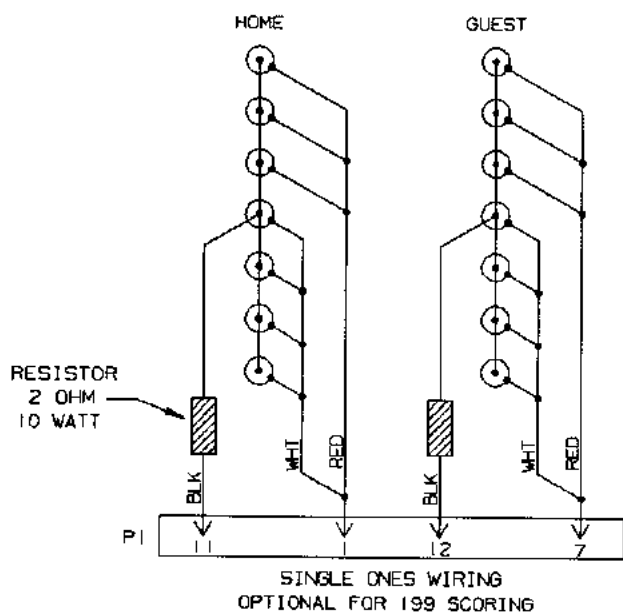 HOME
GUEST
RESISTOR
2 OHM
10 WATT
BLK
WHT
RED
BLK
WHT
RED
P1
11
1
12
7
SINGLE ONES WIRING
OPTIONAL FOR 199 SCORING